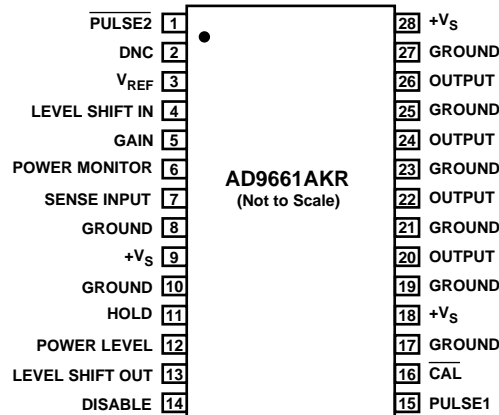 PULSE2 1
DNC 2
VREF 3
LEVEL SHIFT IN 4
GAIN 5
POWER MONITOR 6
SENSE INPUT 7
GROUND 8
+VS 9
GROUND 10
HOLD 11
POWER LEVEL 12
LEVEL SHIFT OUT 13
DISABLE 14
AD9661AKR
(Not to Scale)
28 +VS
27 GROUND
26 OUTPUT
25 GROUND
24 OUTPUT
23 GROUND
22 OUTPUT
21 GROUND
20 OUTPUT
19 GROUND
18 +VS
17 GROUND
16 CAL
15 PULSE1